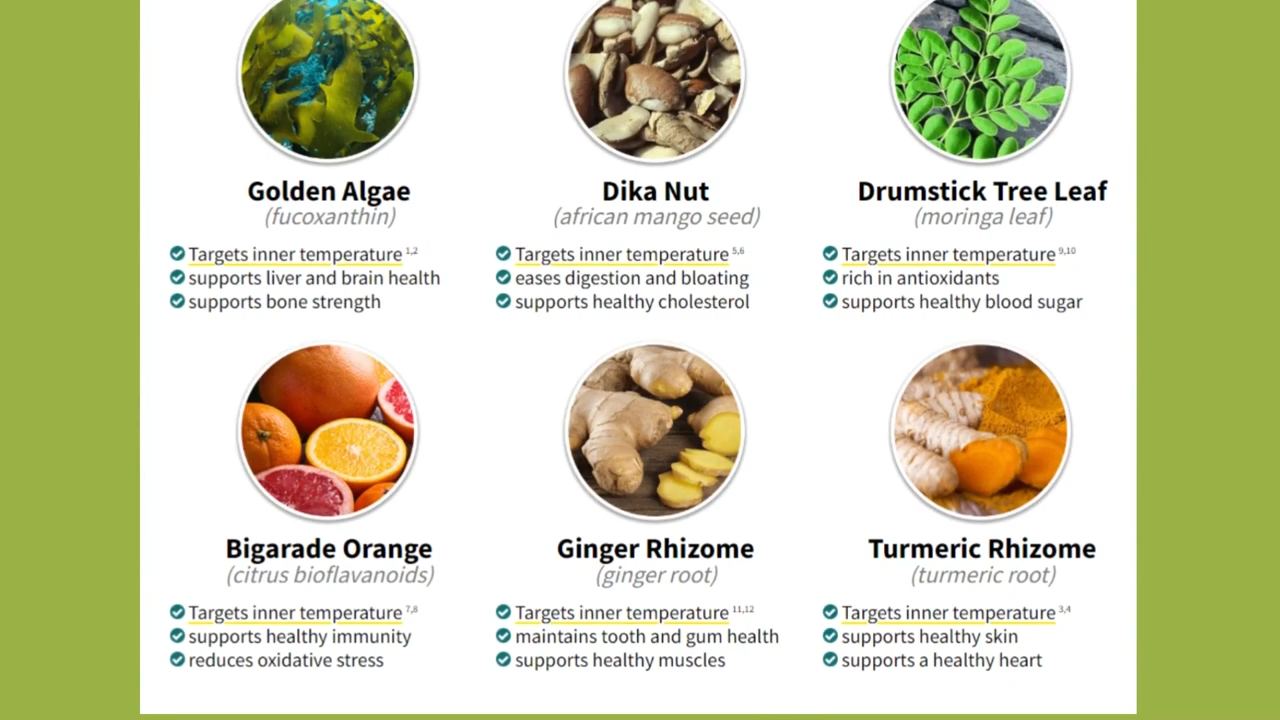 Golden Algae
(fucoxanthin)
Targets inner temperature 1,2
supports liver and brain health
supports bone strength
Dika Nut
(african mango seed)
Targets inner temperature 5,6
eases digestion and bloating
supports healthy cholesterol
Drumstick Tree Leaf
(moringa leaf)
Targets inner temperature 9,10
rich in antioxidants
supports healthy blood sugar
Bigarade Orange
(citrus bioflavanoids)
Targets inner temperature 7,8
supports healthy immunity
reduces oxidative stress
Ginger Rhizome
(ginger root)
Targets inner temperature 11,12
maintains tooth and gum health
supports healthy muscles
Turmeric Rhizome
(turmeric root)
Targets inner temperature 3,4
supports healthy skin
supports a healthy heart